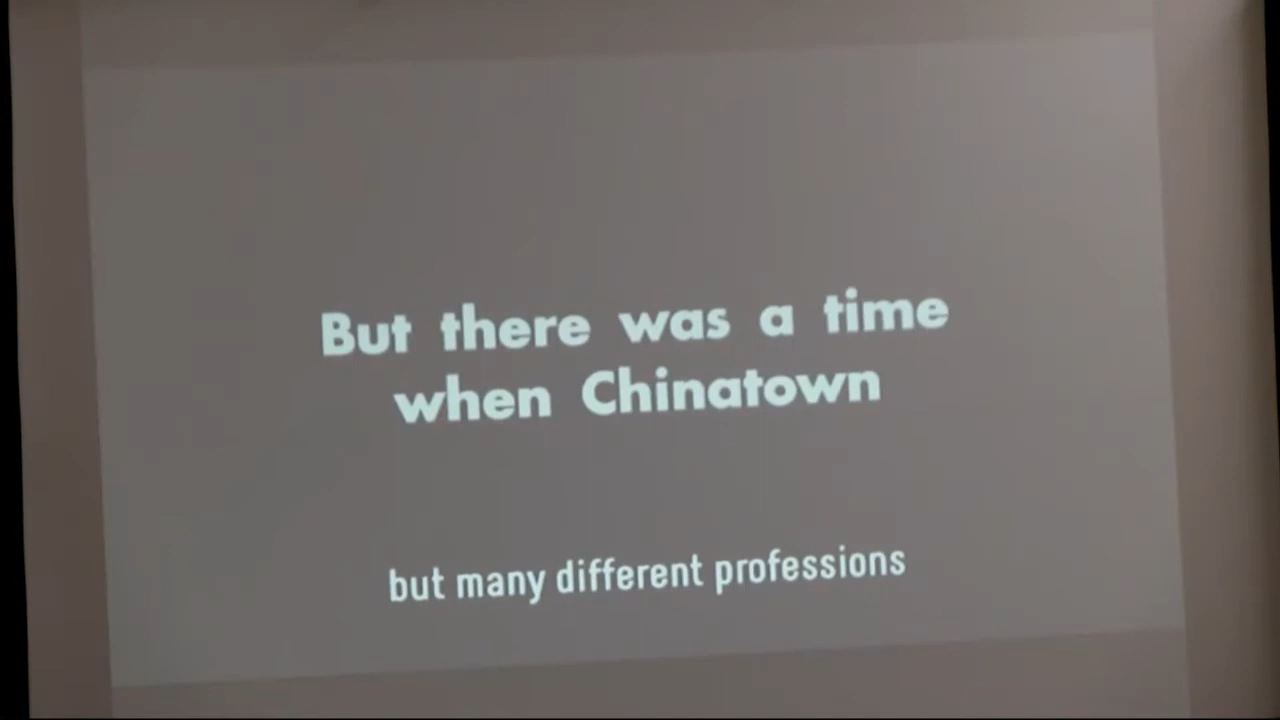 But there was a time
when Chinatown
but many different professions